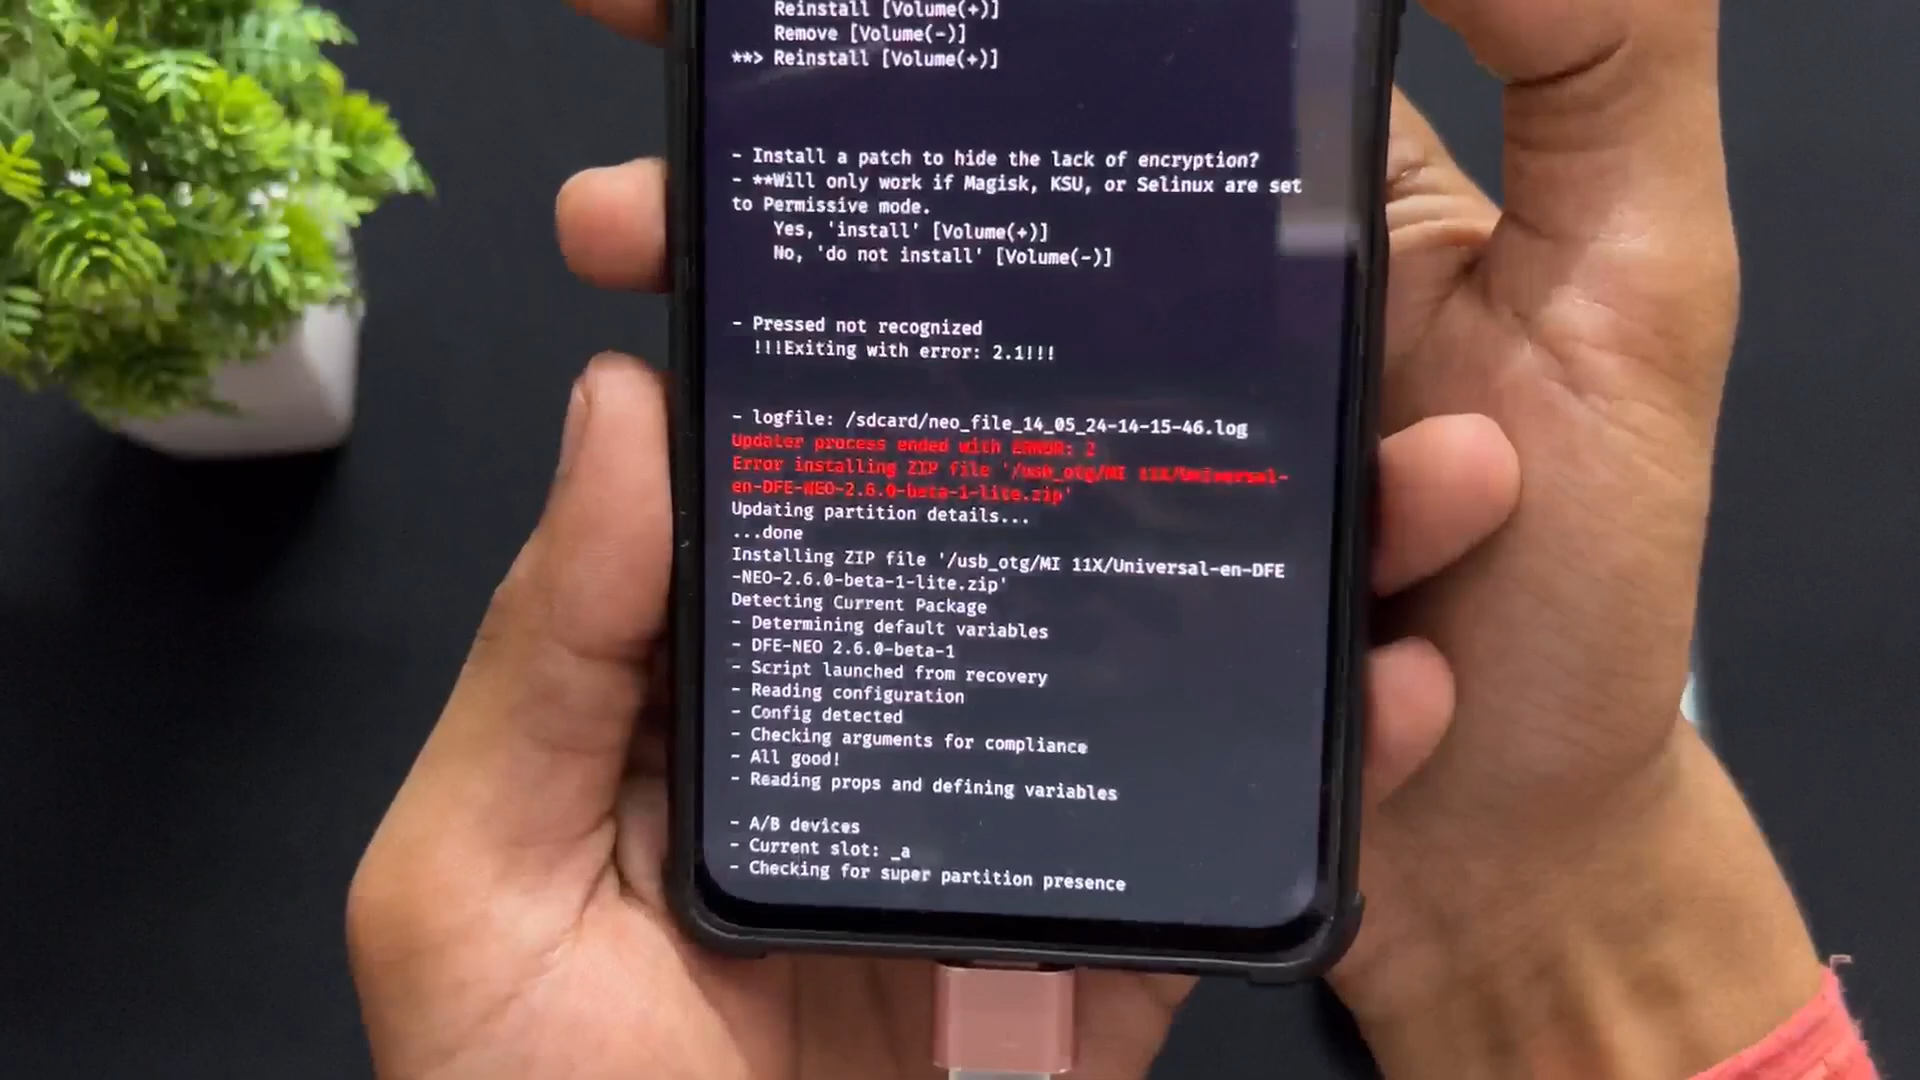 Reinstall [Volume(+)]
Remove [Volume(-)]
**> Reinstall [Volume(+)]
- Install a patch to hide the lack of encryption?
- **Will only work if Magisk, KSU, or Selinux are set
to Permissive mode.
Yes, 'install' [Volume(+)]
No, 'do not install' [Volume(-)]
- Pressed not recognized
!!!Exiting with error: 2.1!!!
- logfile: /sdcard/neo_file_14_05_24-14-15-46.log
Updater process ended with ERROR: 2
Error installing ZIP file '/usb_otg/MI 11X/Universal-
en-DFE-NEO-2.6.0-beta-1-lite.zip'
Updating partition details...
...done
Installing ZIP file '/usb_otg/MI 11X/Universal-en-DFE
-NEO-2.6.0-beta-1-lite.zip'
Detecting Current Package
- Determining default variables
- DFE-NEO 2.6.0-beta-1
- Script launched from recovery
- Reading configuration
- Config detected
- Checking arguments for compliance
- All good!
- Reading props and defining variables
- A/B devices
- Current slot: _a
- Checking for super partition presence